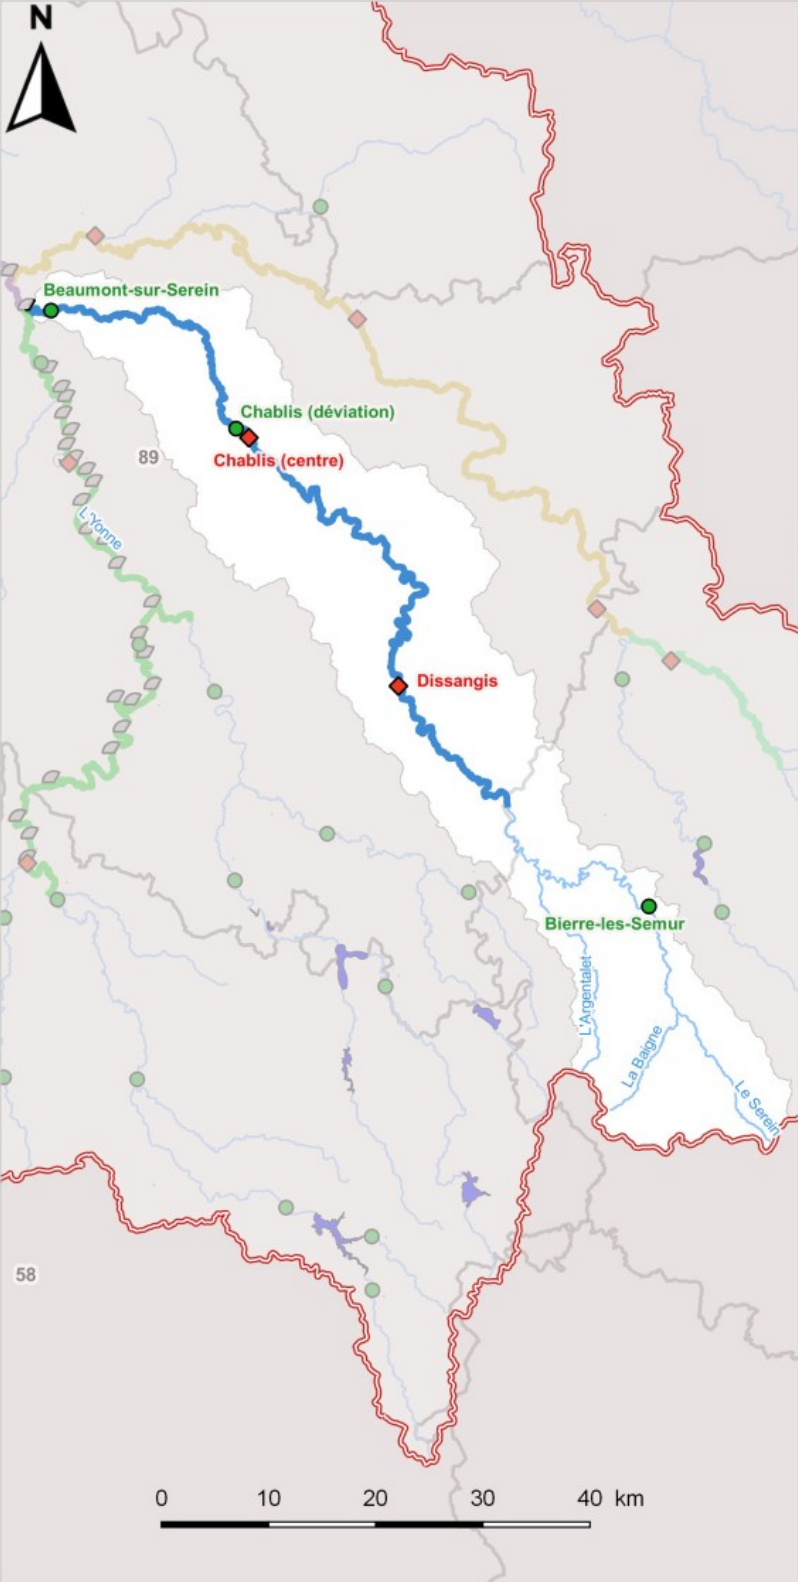 N
Beaumont-sur-Serein
Chablis (déviation)
Chablis (centre)
89
L'Yonne
Dissangis
Bierre-les-Semur
L'Argentalet
La Baigne
Le Serein
58
0 10 20 30 40 km